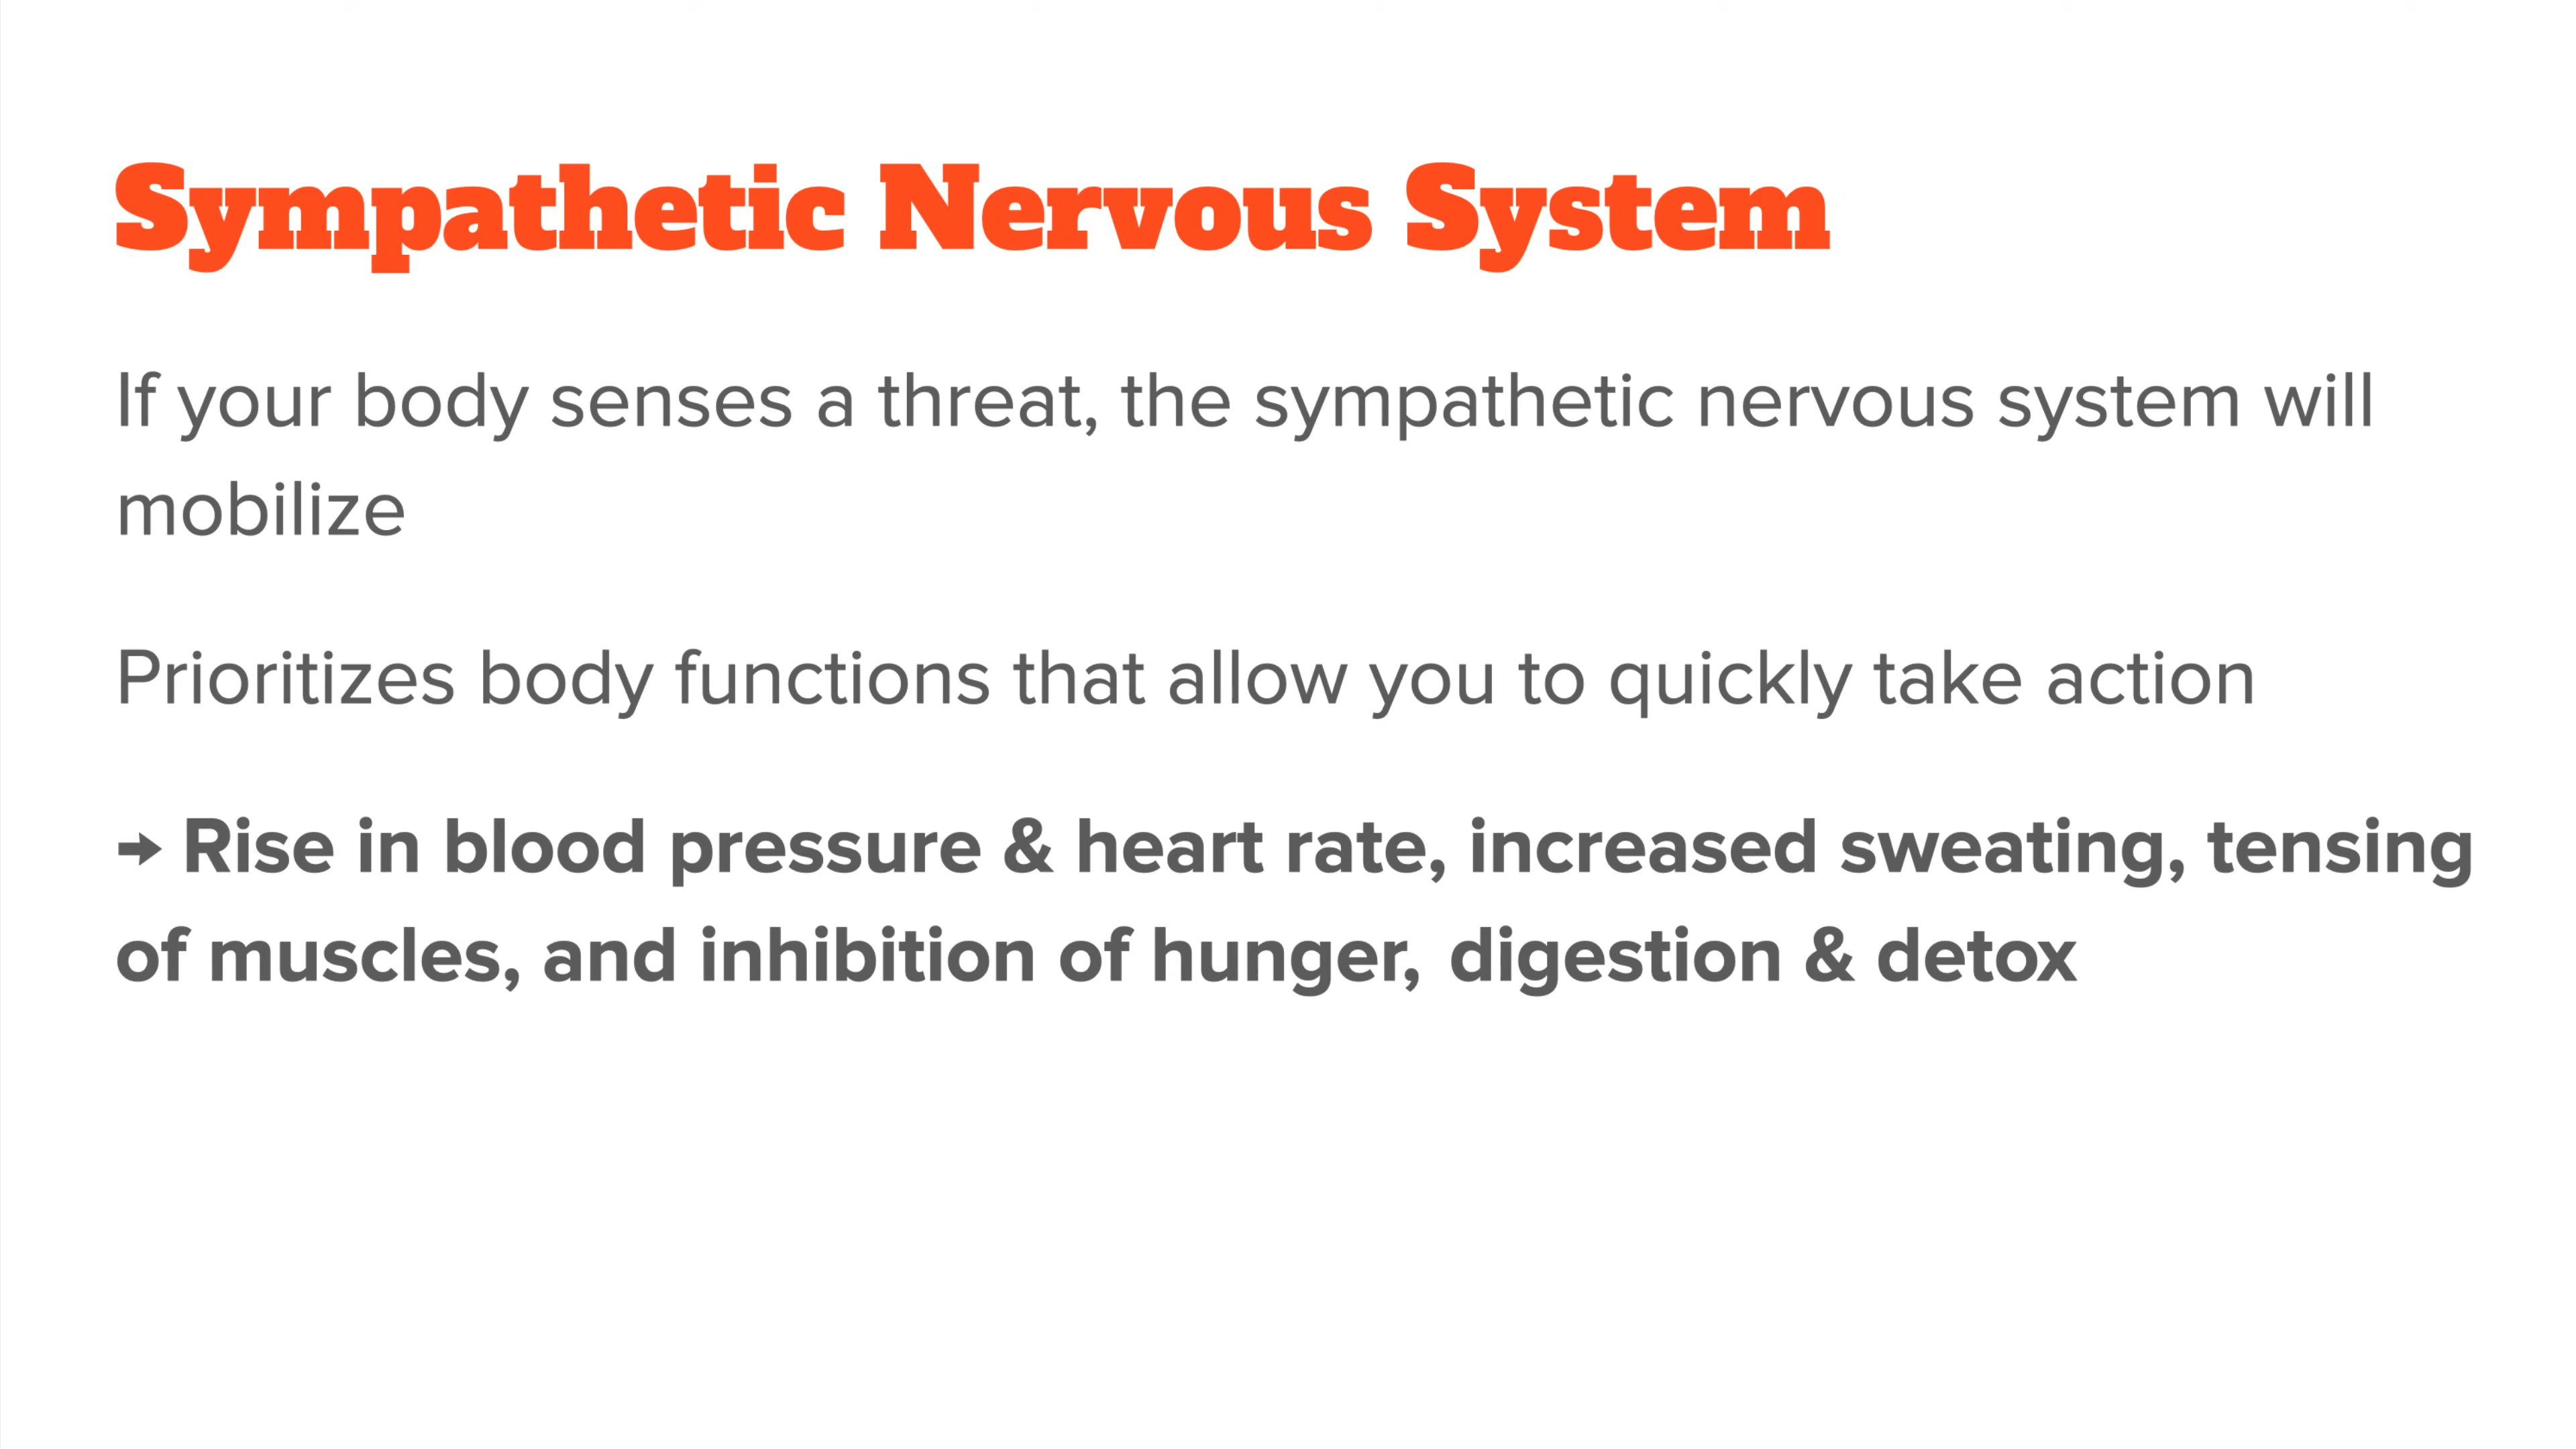 Sympathetic Nervous System
If your body senses a threat, the sympathetic nervous system will
mobilize
Prioritizes body functions that allow you to quickly take action
→ Rise in blood pressure & heart rate, increased sweating, tensing
of muscles, and inhibition of hunger, digestion & detox